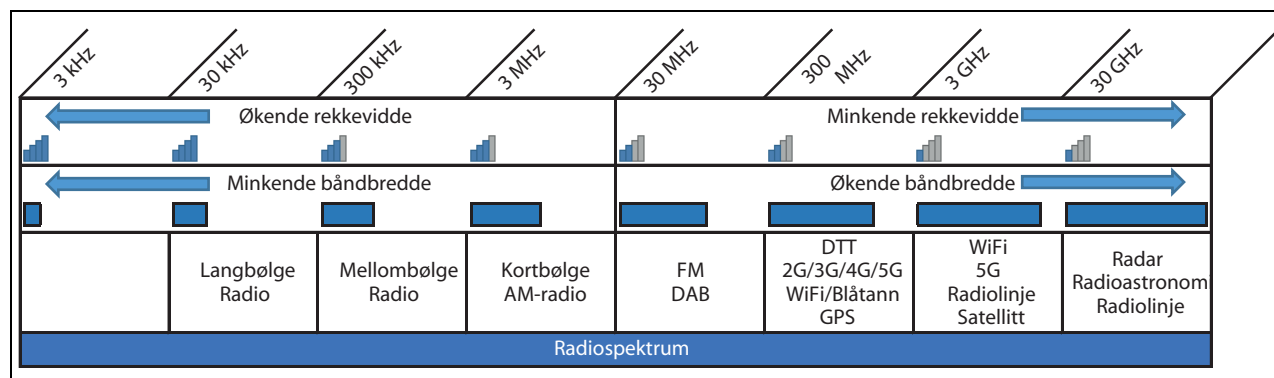 3 kHz
30 kHz
300 kHz
3 MHz
30 MHz
300
MHz
3 GHz
30 GHz
Økende rekkevidde
Minkende rekkevidde
Minkende båndbredde
Økende båndbredde
Langbølge
Radio
Mellombølge
Radio
Kortbølge
AM-radio
FM
DAB
DTT
2G/3G/4G/5G
WiFi/Blåtann
GPS
WiFi
5G
Radiolinje
Satellitt
Radar
Radioastronom
Radiolinje
Radiospektrum